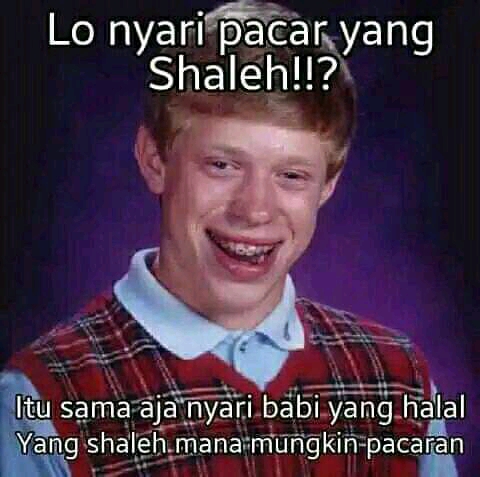 Lo nyari pacar yang
Shaleh!!?
Itu sama aja nyari babi yang halal
Yang shaleh mana mungkin pacaran